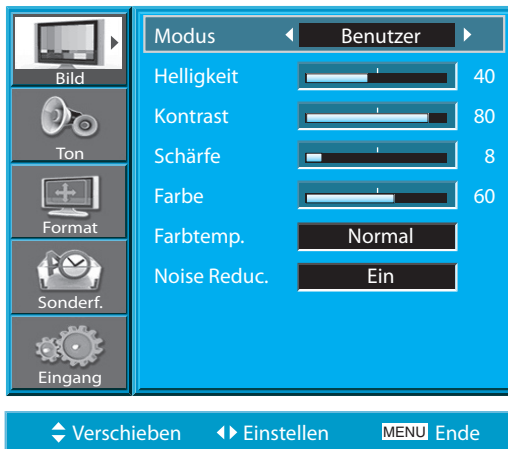 Bild
Ton
Format
Sonderf.
Eingang
Modus Benutzer
Helligkeit 40
Kontrast 80
Schärfe 8
Farbe 60
Farbtemp. Normal
Noise Reduc. Ein
Verschieben Einstellen MENU Ende